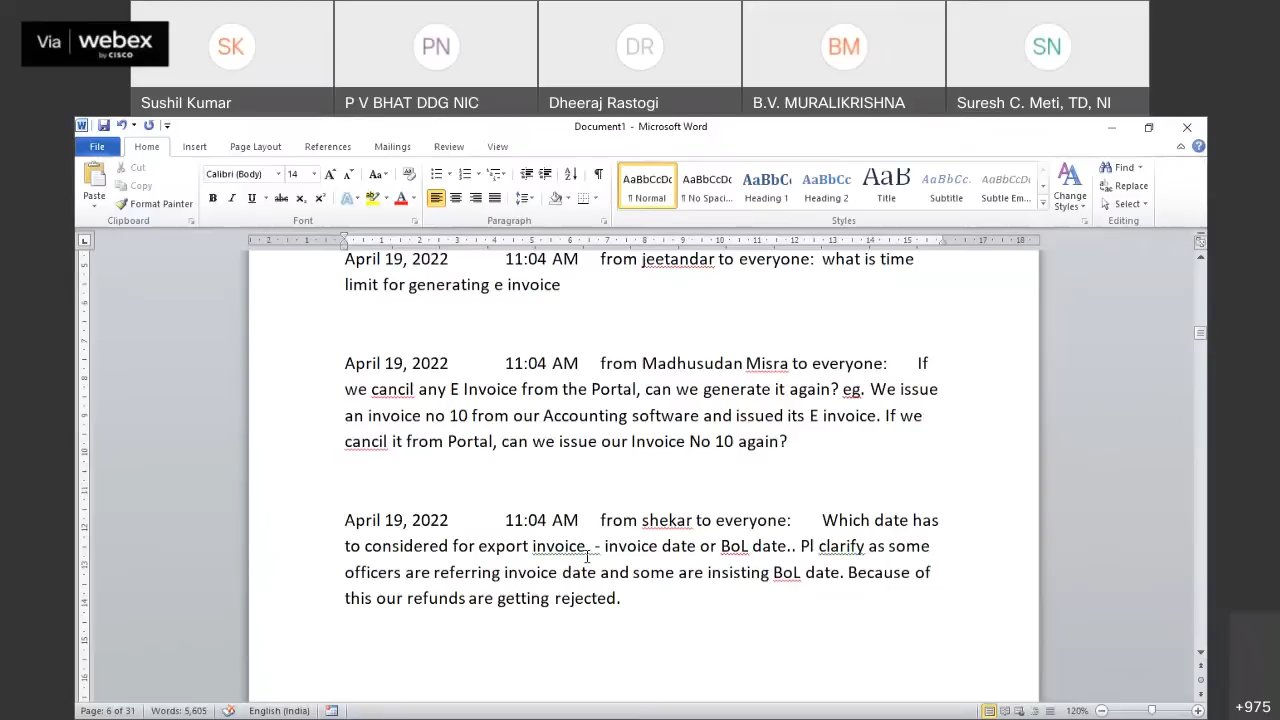 Via webex
by CISCO
SK PN DR BM SN
Sushil Kumar P V BHAT DDG NIC Dheeraj Rastogi B.V. MURALIKRISHNA Suresh C. Meti, TD, NI
Document1 - Microsoft Word
File Home Insert Page Layout References Mailings Review View
Paste Cut Copy Format Painter
Clipboard
Calibri (Body) 14
Font
Paragraph
AaBbCcDc AaBbCcDc AaBbC AaBbCc AaB AaBbCc. AaBbCcDc
¶ Normal ¶ No Spaci... Heading 1 Heading 2 Title Subtitle Subtle Em...
Styles
Change Styles
Find Replace Select
Editing
April 19, 2022 11:04 AM from jeetandar to everyone: what is time
limit for generating e invoice
April 19, 2022 11:04 AM from Madhusudan Misra to everyone: If
we cancil any E Invoice from the Portal, can we generate it again? eg. We issue
an invoice no 10 from our Accounting software and issued its E invoice. If we
cancil it from Portal, can we issue our Invoice No 10 again?
April 19, 2022 11:04 AM from shekar to everyone: Which date has
to considered for export invoice - invoice date or BoL date.. Pl clarify as some
officers are referring invoice date and some are insisting BoL date. Because of
this our refunds are getting rejected.
Page: 6 of 31 Words: 5,605 English (India) 120%
+975